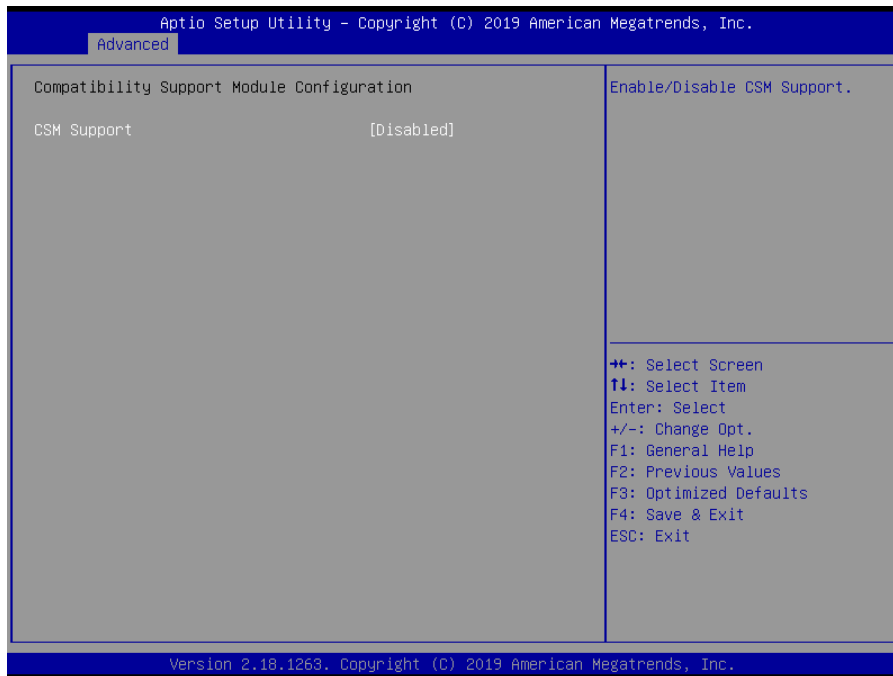 Aptio Setup Utility – Copyright (C) 2019 American Megatrends, Inc.
Advanced
Compatibility Support Module Configuration
CSM Support [Disabled]
Enable/Disable CSM Support.
→←: Select Screen
↑↓: Select Item
Enter: Select
+/-: Change Opt.
F1: General Help
F2: Previous Values
F3: Optimized Defaults
F4: Save & Exit
ESC: Exit
Version 2.18.1263. Copyright (C) 2019 American Megatrends, Inc.